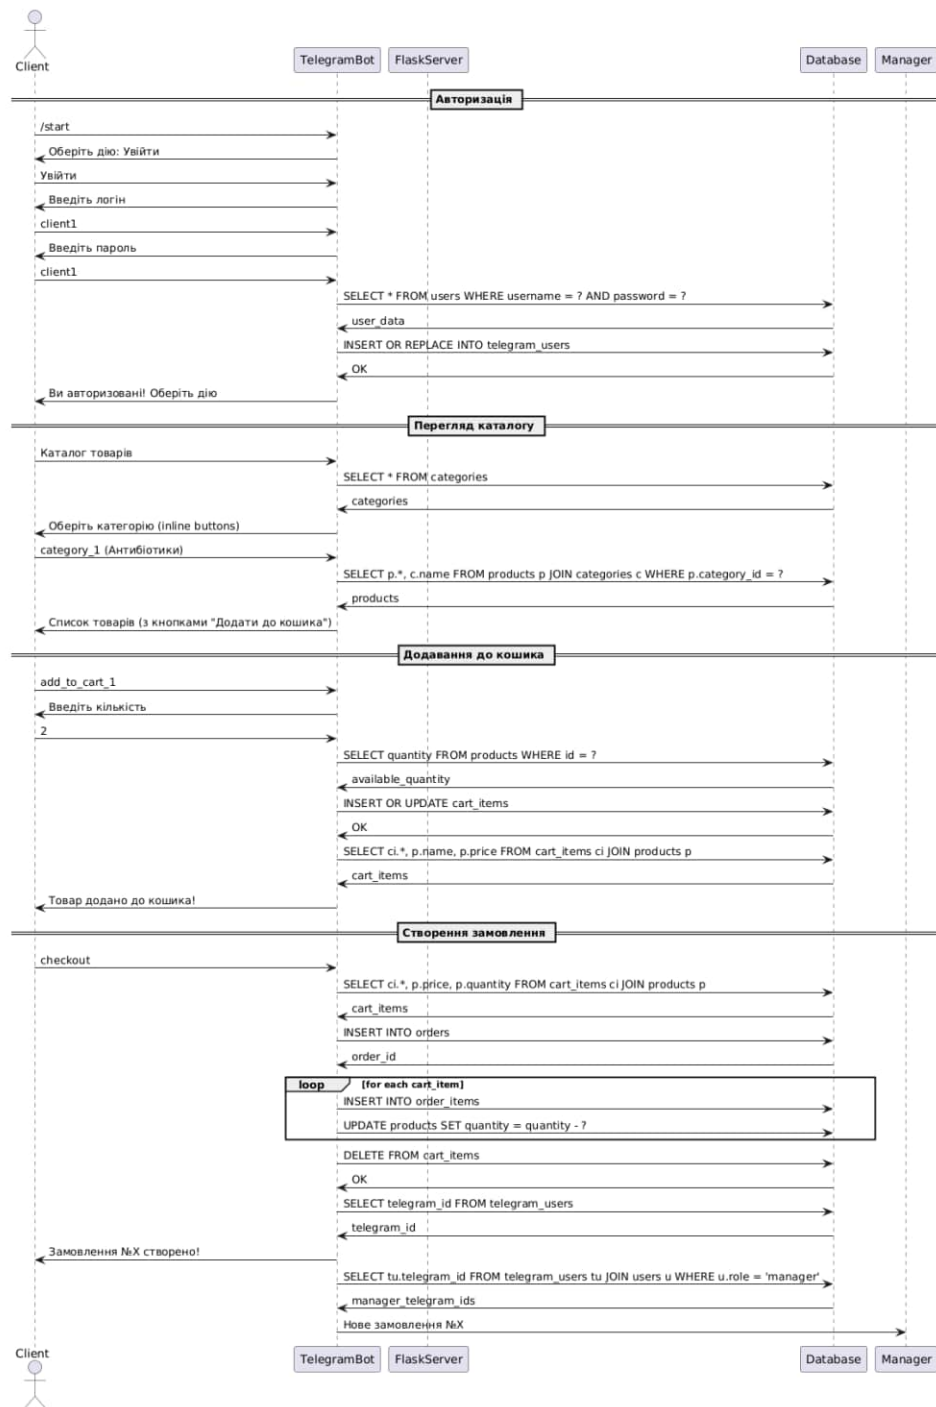 Client
TelegramBot
FlaskServer
Database
Manager
Авторизація
/start
Оберіть дію: Увійти
Увійти
Введіть логін
client1
Введіть пароль
client1
SELECT * FROM users WHERE username = ? AND password = ?
user_data
INSERT OR REPLACE INTO telegram_users
OK
Ви авторизовані! Оберіть дію
Перегляд каталогу
Каталог товарів
SELECT * FROM categories
categories
Оберіть категорію (inline buttons)
category_1 (Антибіотики)
SELECT p.*, c.name FROM products p JOIN categories c WHERE p.category_id = ?
products
Список товарів (з кнопками "Додати до кошика")
Додавання до кошика
add_to_cart_1
Введіть кількість
2
SELECT quantity FROM products WHERE id = ?
available_quantity
INSERT OR UPDATE cart_items
OK
SELECT ci.*, p.name, p.price FROM cart_items ci JOIN products p
cart_items
Товар додано до кошика!
Створення замовлення
checkout
SELECT ci.*, p.price, p.quantity FROM cart_items ci JOIN products p
cart_items
INSERT INTO orders
order_id
loop [for each cart_item]
INSERT INTO order_items
UPDATE products SET quantity = quantity - ?
DELETE FROM cart_items
OK
SELECT telegram_id FROM telegram_users
telegram_id
Замовлення №X створено!
SELECT tu.telegram_id FROM telegram_users tu JOIN users u WHERE u.role = 'manager'
manager_telegram_ids
Нове замовлення №X
Client
TelegramBot
FlaskServer
Database
Manager